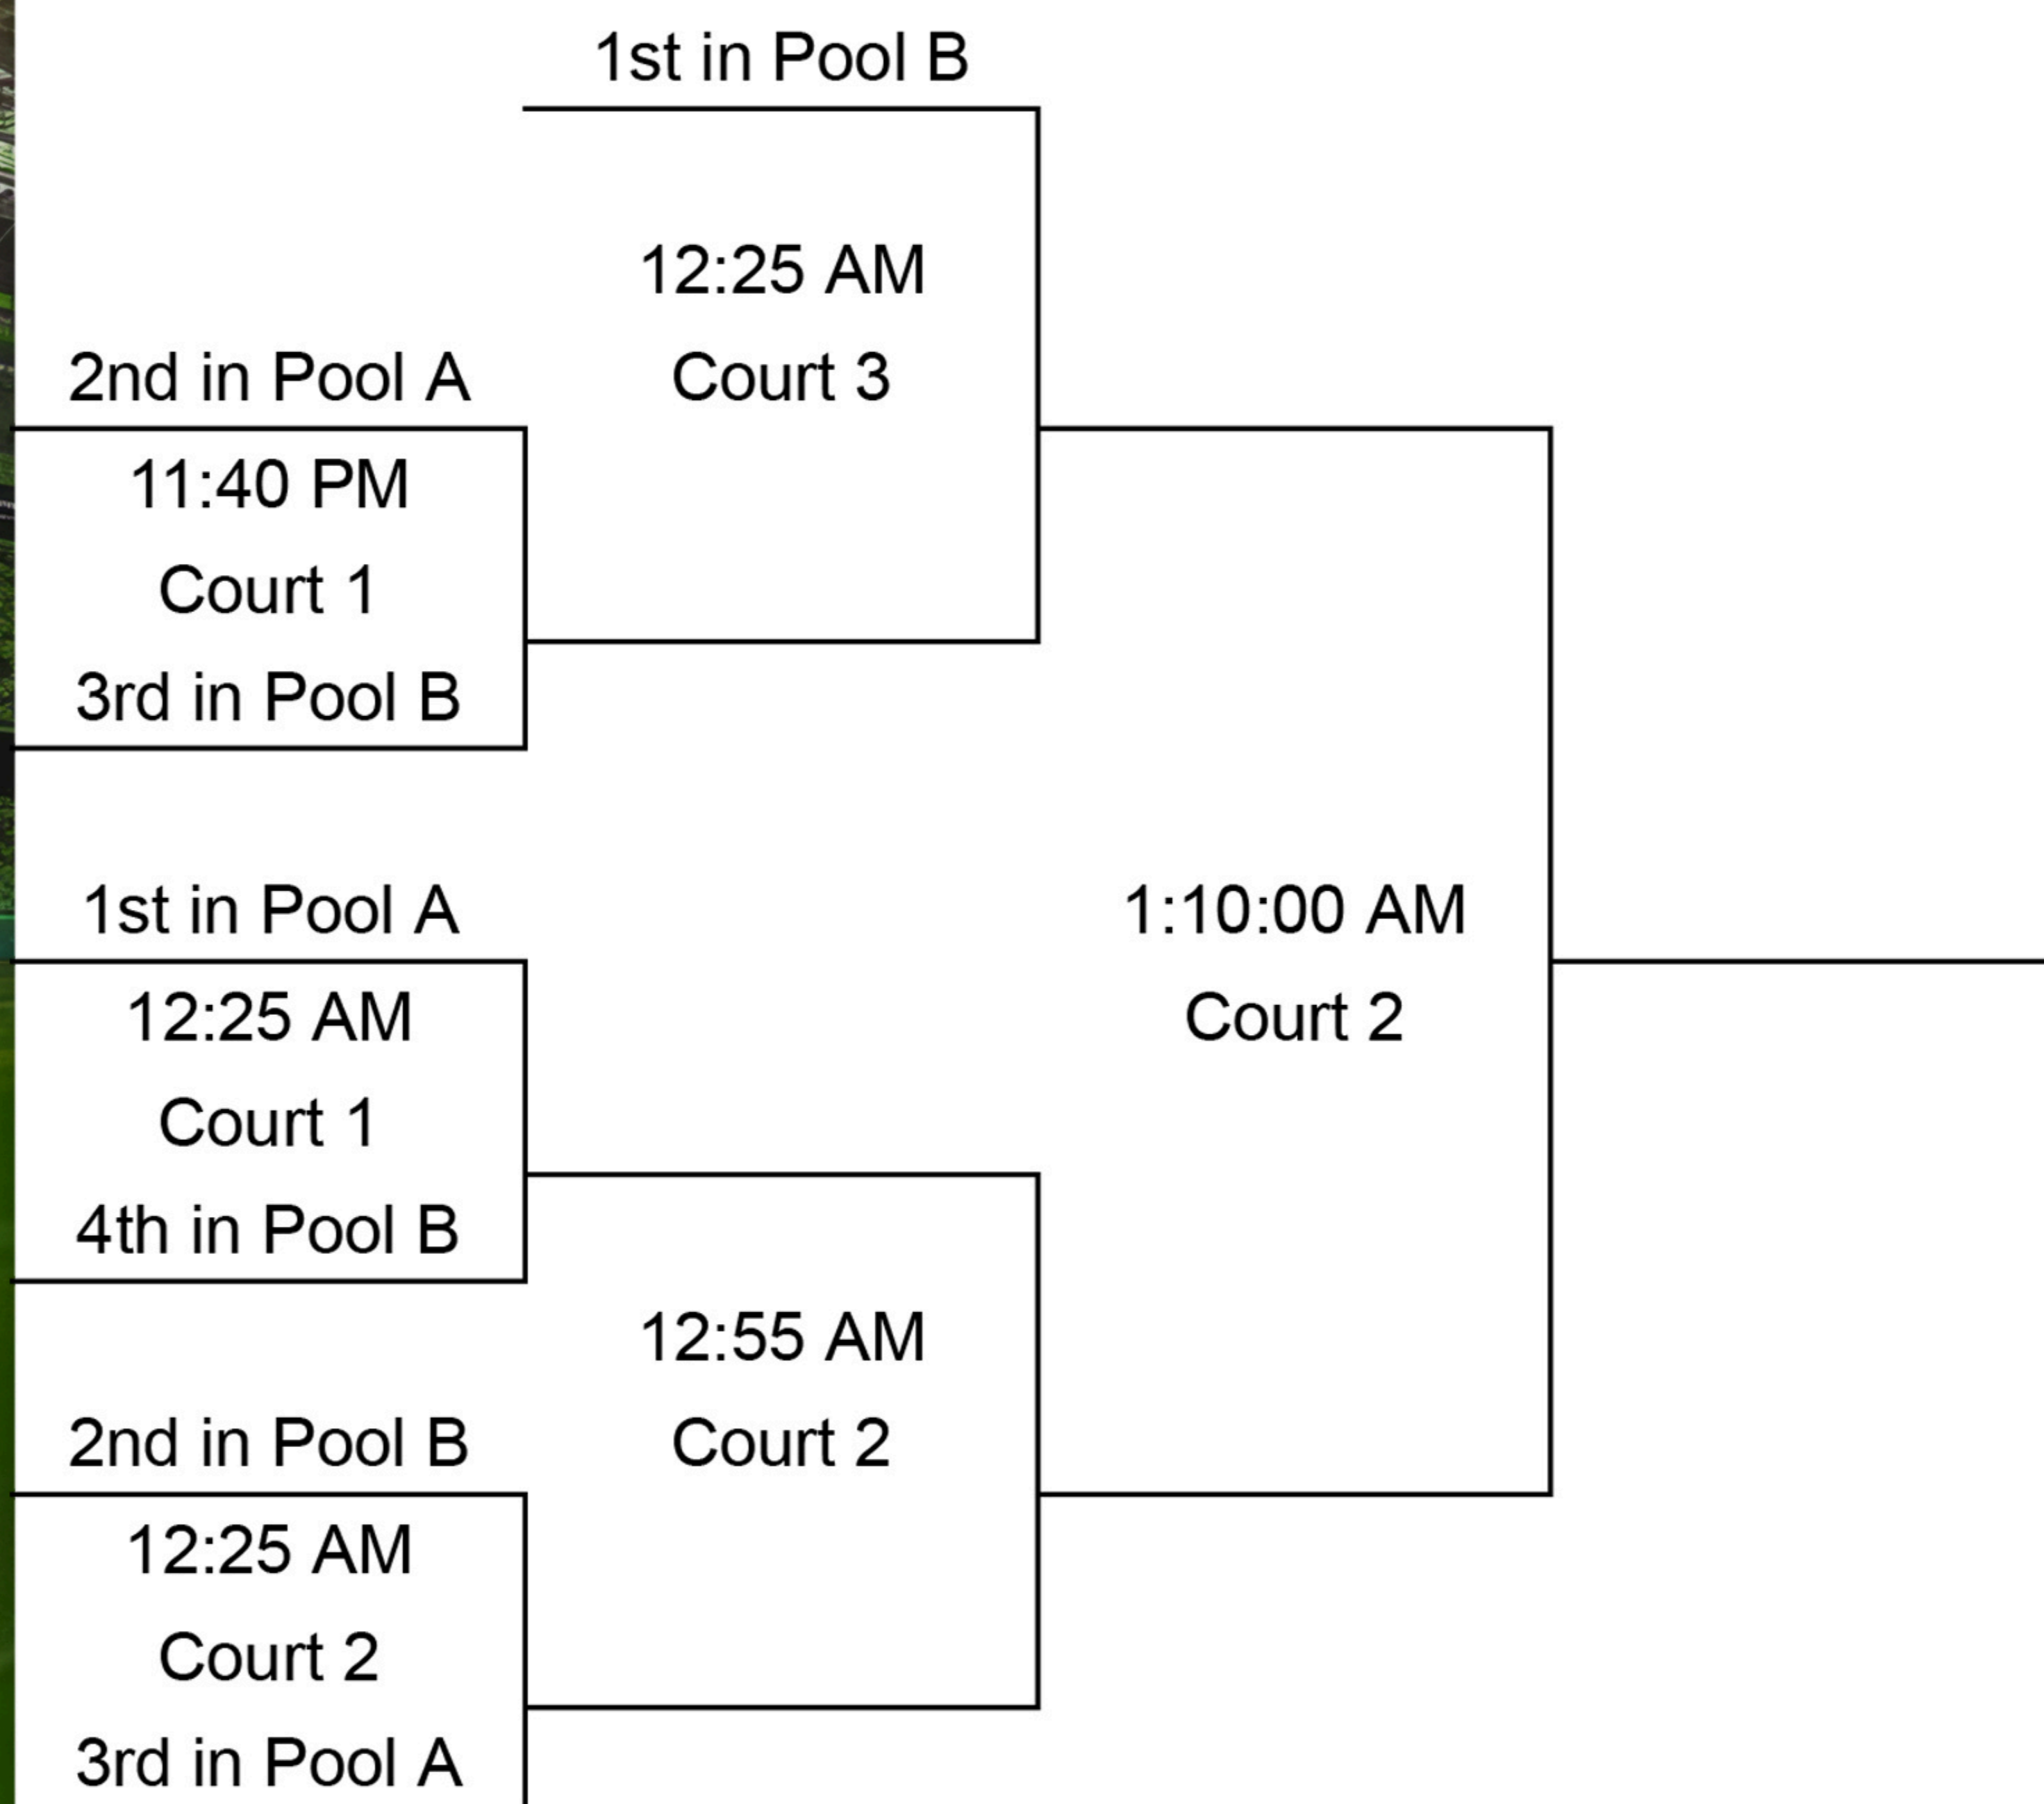 1st in Pool B
12:25 AM
Court 3
2nd in Pool A
11:40 PM
Court 1
3rd in Pool B
1st in Pool A
12:25 AM
Court 1
4th in Pool B
1:10:00 AM
Court 2
12:55 AM
Court 2
2nd in Pool B
12:25 AM
Court 2
3rd in Pool A